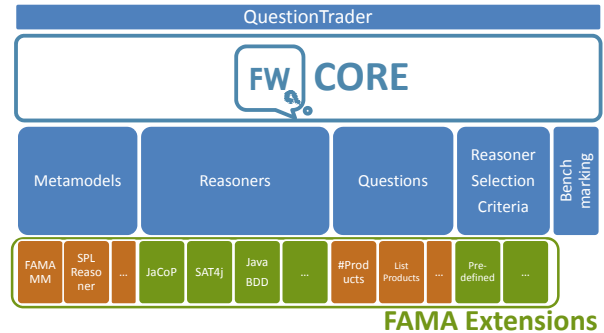 QuestionTrader
FW CORE
Metamodels
Reasoners
Questions
Reasoner
Selection
Criteria
Bench
marking
FAMA
MM
SPL
Reaso
ner
...
JaCoP
SAT4j
Java
BDD
...
#Prod
ucts
List
Products
...
Pre-
defined
...
FAMA Extensions